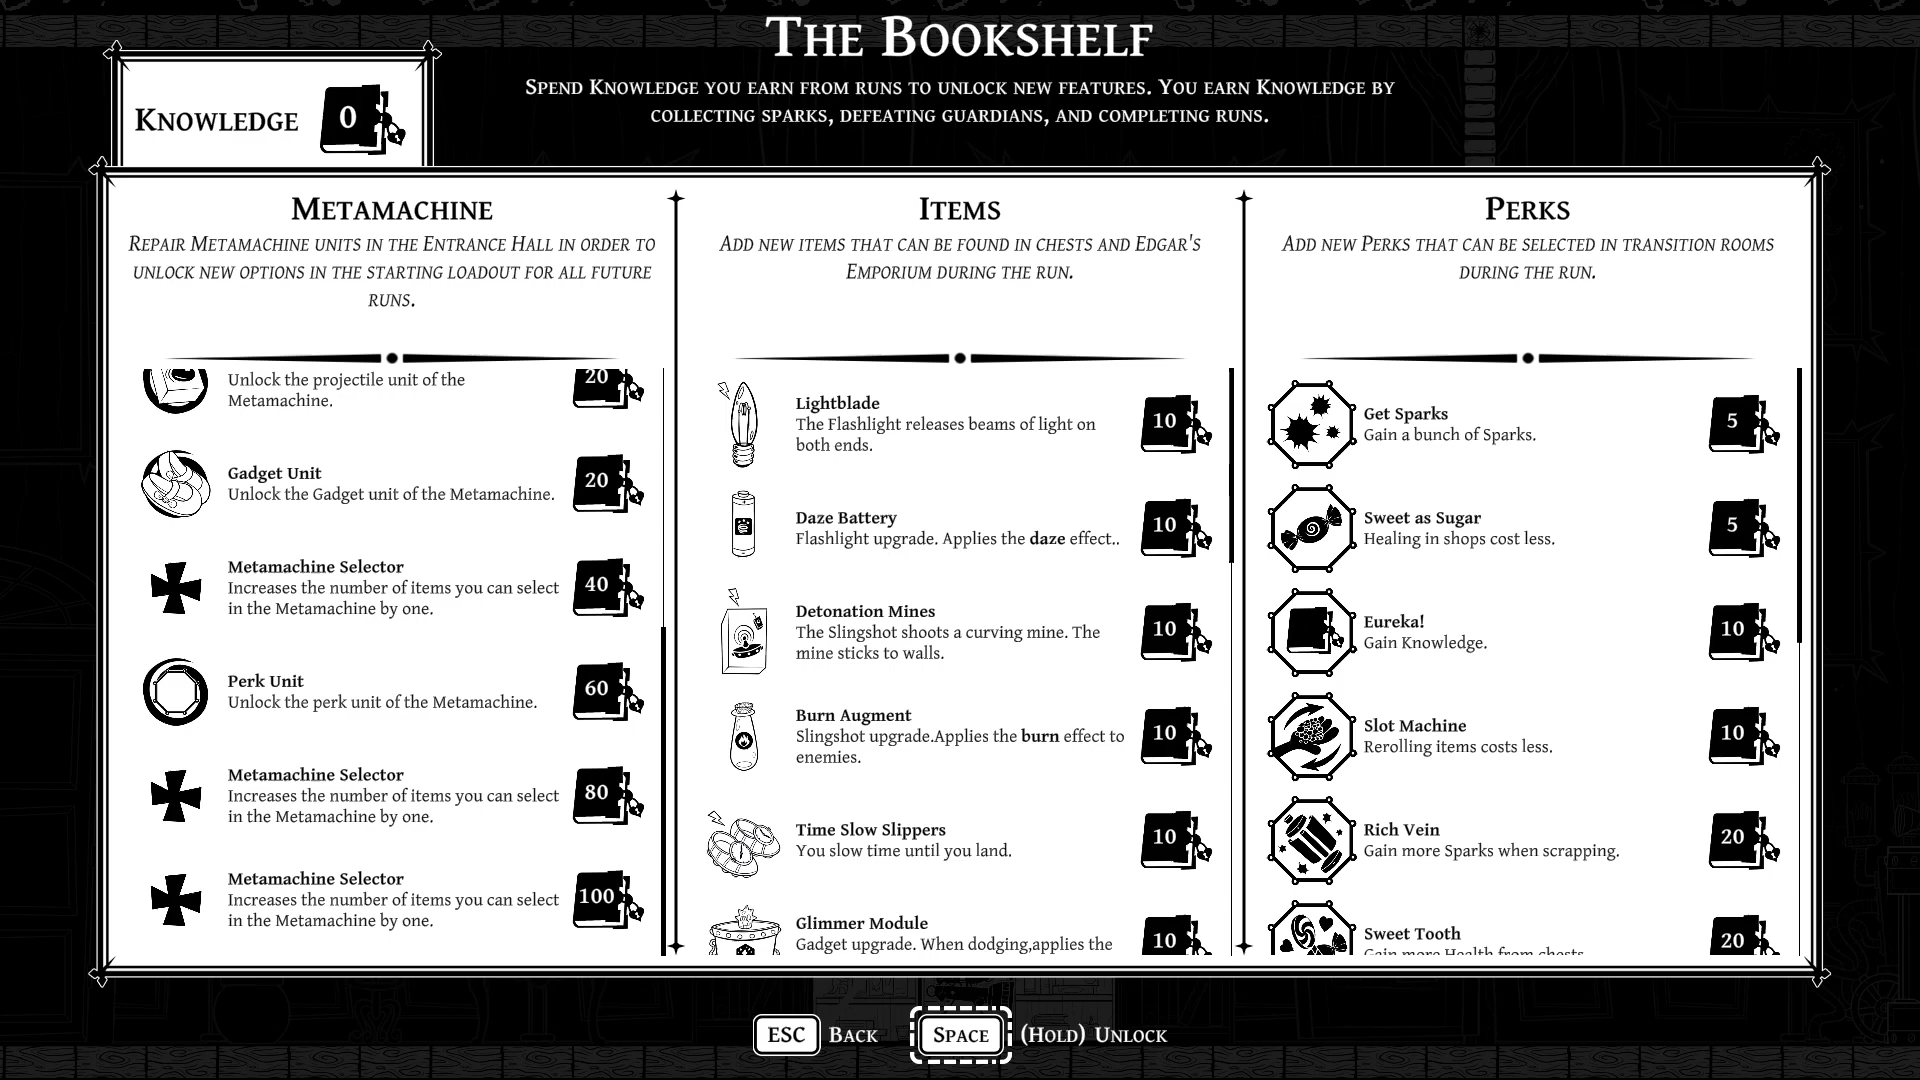 The Bookshelf
Spend Knowledge you earn from runs to unlock new features. You earn Knowledge by
collecting sparks, defeating guardians, and completing runs.
Knowledge 0
Metamachine
Repair Metamachine units in the Entrance Hall in order to
unlock new options in the starting loadout for all future
runs.
Unlock the projectile unit of the
Metamachine.
20
Gadget Unit
Unlock the Gadget unit of the Metamachine.
20
Metamachine Selector
Increases the number of items you can select
in the Metamachine by one.
40
Perk Unit
Unlock the perk unit of the Metamachine.
60
Metamachine Selector
Increases the number of items you can select
in the Metamachine by one.
80
Metamachine Selector
Increases the number of items you can select
in the Metamachine by one.
100
Items
Add new items that can be found in chests and Edgar's
Emporium during the run.
Lightblade
The Flashlight releases beams of light on
both ends.
10
Daze Battery
Flashlight upgrade. Applies the daze effect..
10
Detonation Mines
The Slingshot shoots a curving mine. The
mine sticks to walls.
10
Burn Augment
Slingshot upgrade.Applies the burn effect to
enemies.
10
Time Slow Slippers
You slow time until you land.
10
Glimmer Module
Gadget upgrade. When dodging,applies the
10
Perks
Add new Perks that can be selected in transition rooms
during the run.
Get Sparks
Gain a bunch of Sparks.
5
Sweet as Sugar
Healing in shops cost less.
5
Eureka!
Gain Knowledge.
10
Slot Machine
Rerolling items costs less.
10
Rich Vein
Gain more Sparks when scrapping.
20
Sweet Tooth
Gain more Health from chests.
20
ESC Back Space (Hold) Unlock